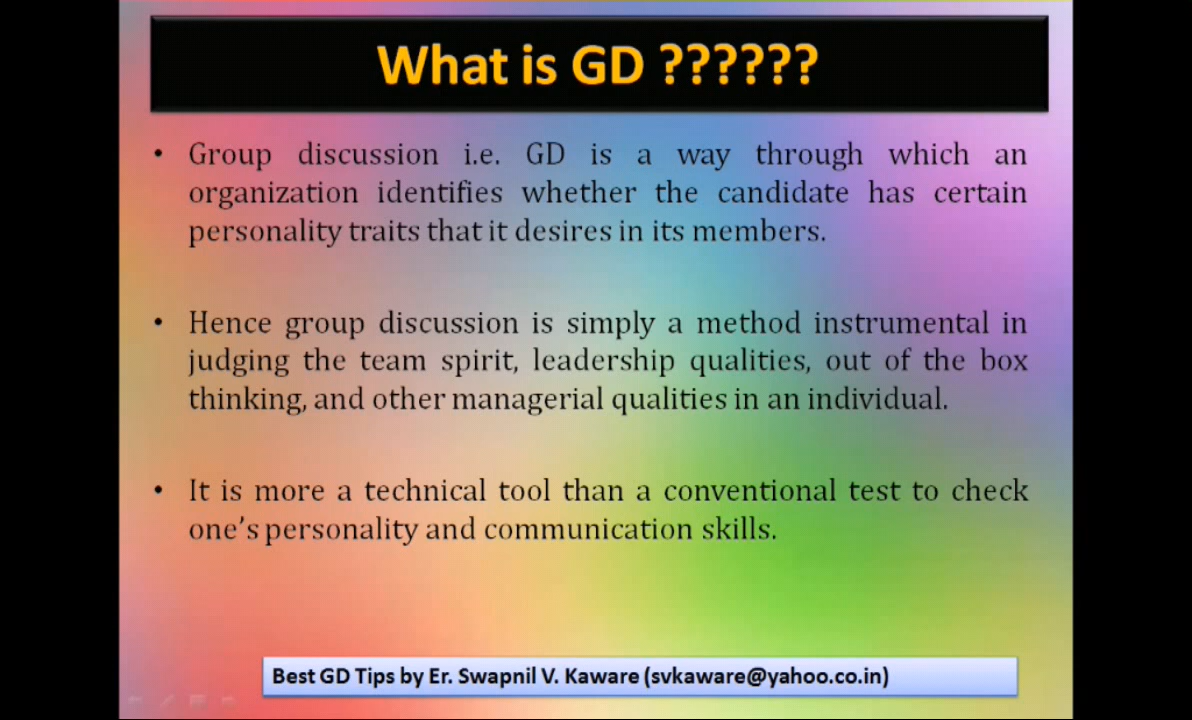 What is GD ??????
• Group discussion i.e. GD is a way through which an
organization identifies whether the candidate has certain
personality traits that it desires in its members.
• Hence group discussion is simply a method instrumental in
judging the team spirit, leadership qualities, out of the box
thinking, and other managerial qualities in an individual.
• It is more a technical tool than a conventional test to check
one’s personality and communication skills.
Best GD Tips by Er. Swapnil V. Kaware (svkaware@yahoo.co.in)